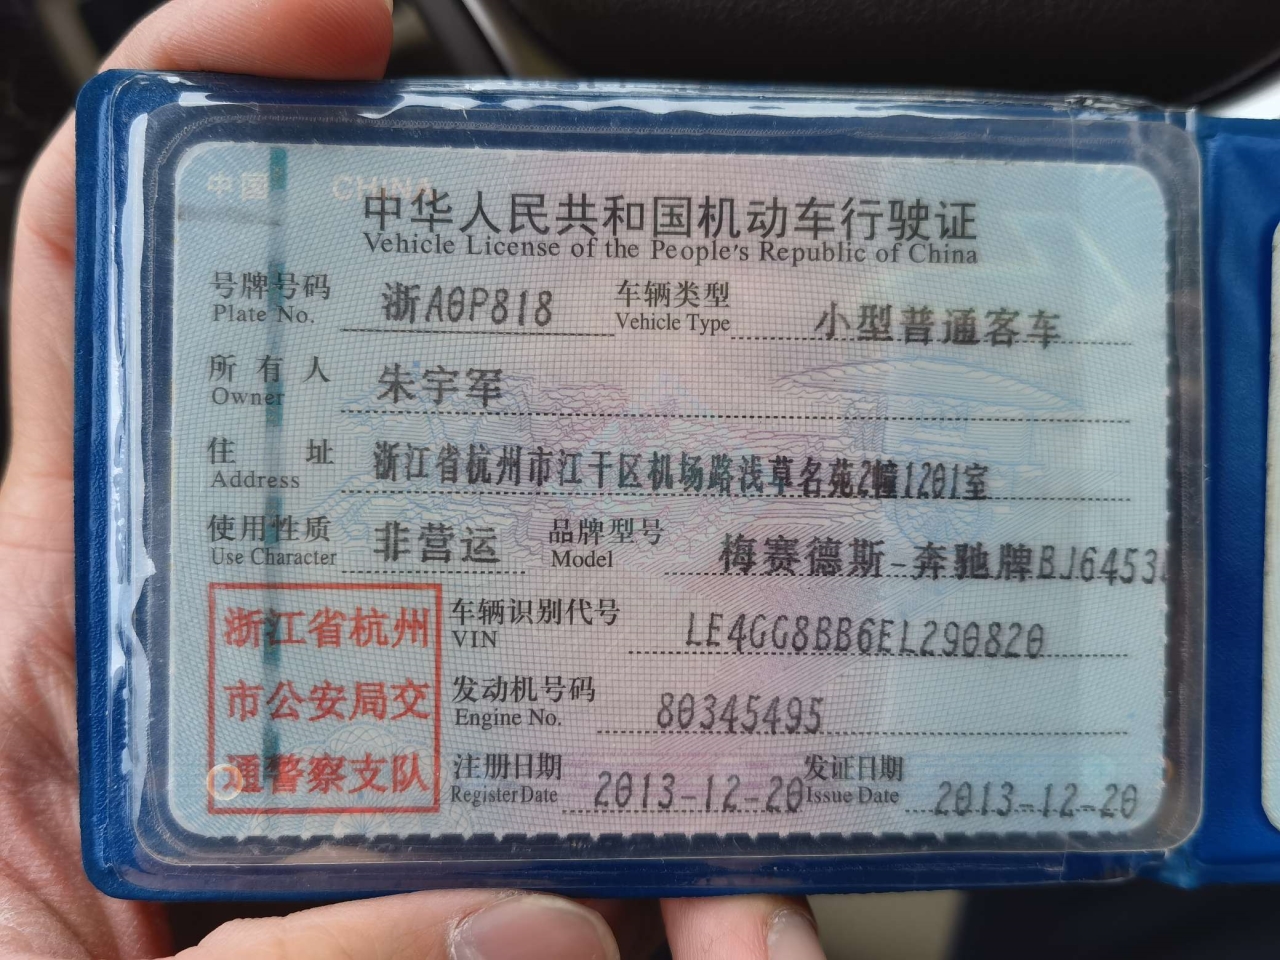 中国 CHINA
中华人民共和国机动车行驶证
Vehicle License of the People's Republic of China
号牌号码 浙A0P818 车辆类型 小型普通客车
Plate No. Vehicle Type
所有人 朱宇军
Owner
住址 浙江省杭州市江干区机场路浅草名苑2幢1201室
Address
使用性质 非营运 品牌型号 梅赛德斯-奔驰牌BJ6453
Use Character Model
浙江省杭州
市公安局交
通警察支队
车辆识别代号 LE4GG8BB6EL290820
VIN
发动机号码 80345495
Engine No.
注册日期 2013-12-20 发证日期 2013-12-20
Register Date Issue Date